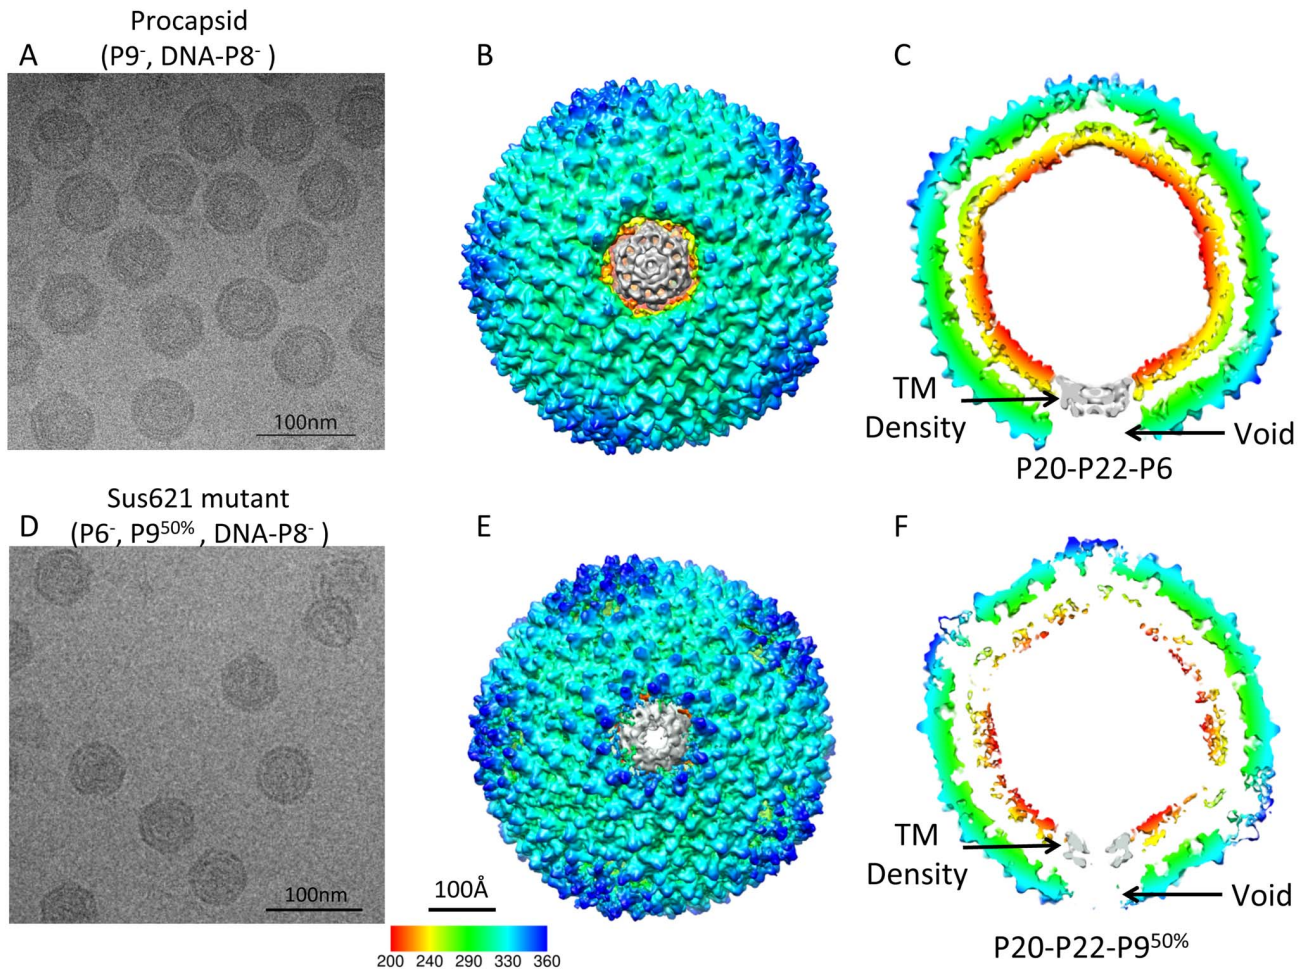 Procapsid
A (P9⁻, DNA-P8⁻ )
B
C
100nm
TM
Density
Void
P20-P22-P6
Sus621 mutant
D (P6⁻, P9⁵⁰% , DNA-P8⁻ )
E
F
100nm
100Å
TM
Density
Void
200 240 290 330 360
P20-P22-P9⁵⁰%